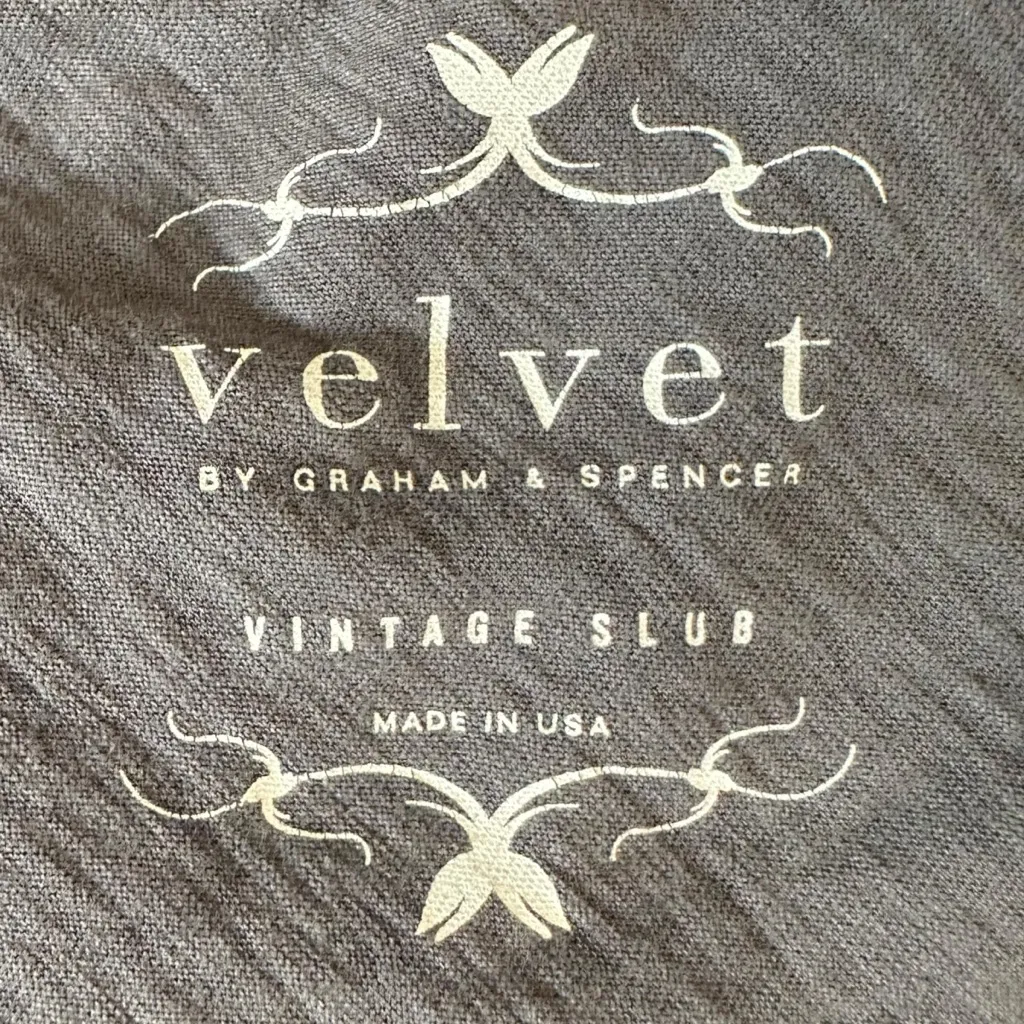 velvet
BY GRAHAM & SPENCER
VINTAGE SLUB
MADE IN USA